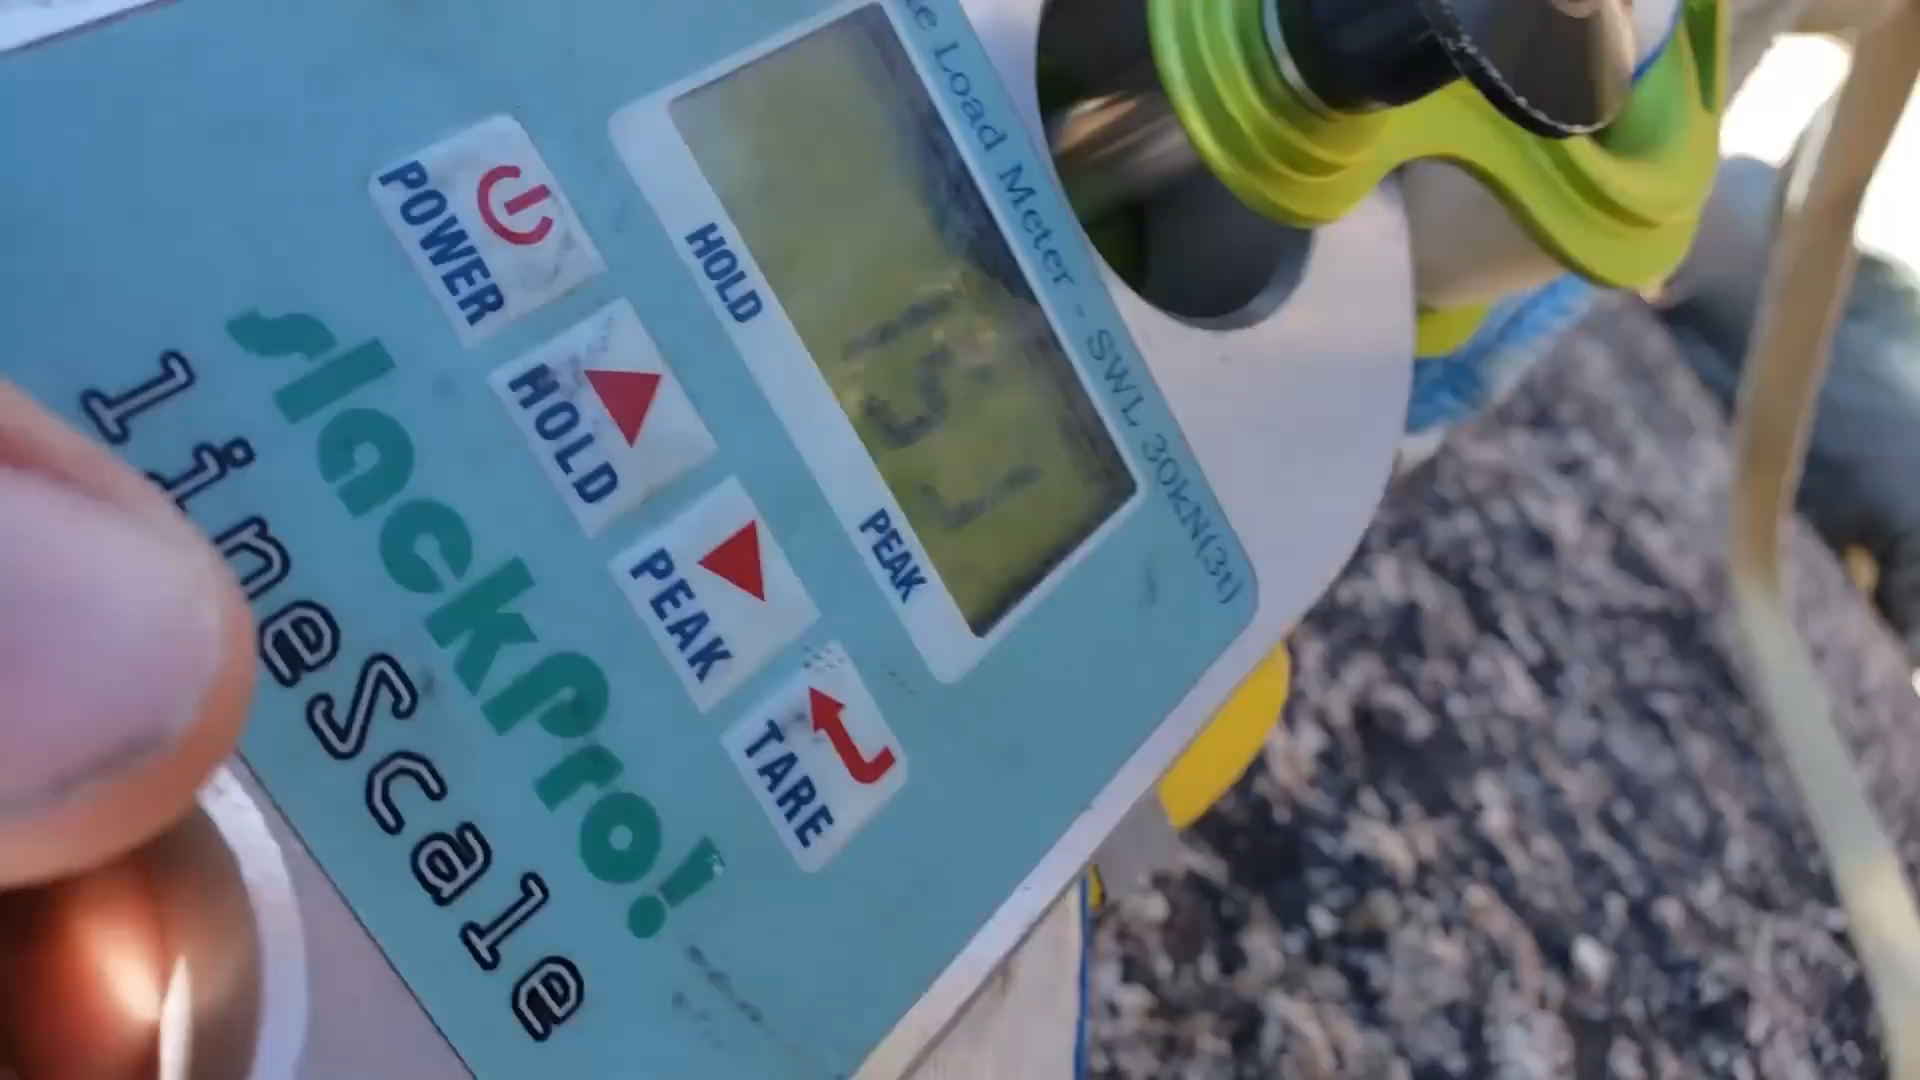 e Load Meter - SWL 30kN(3t)
HOLD
PEAK
POWER
HOLD
PEAK
TARE
slackPro!
lineScale